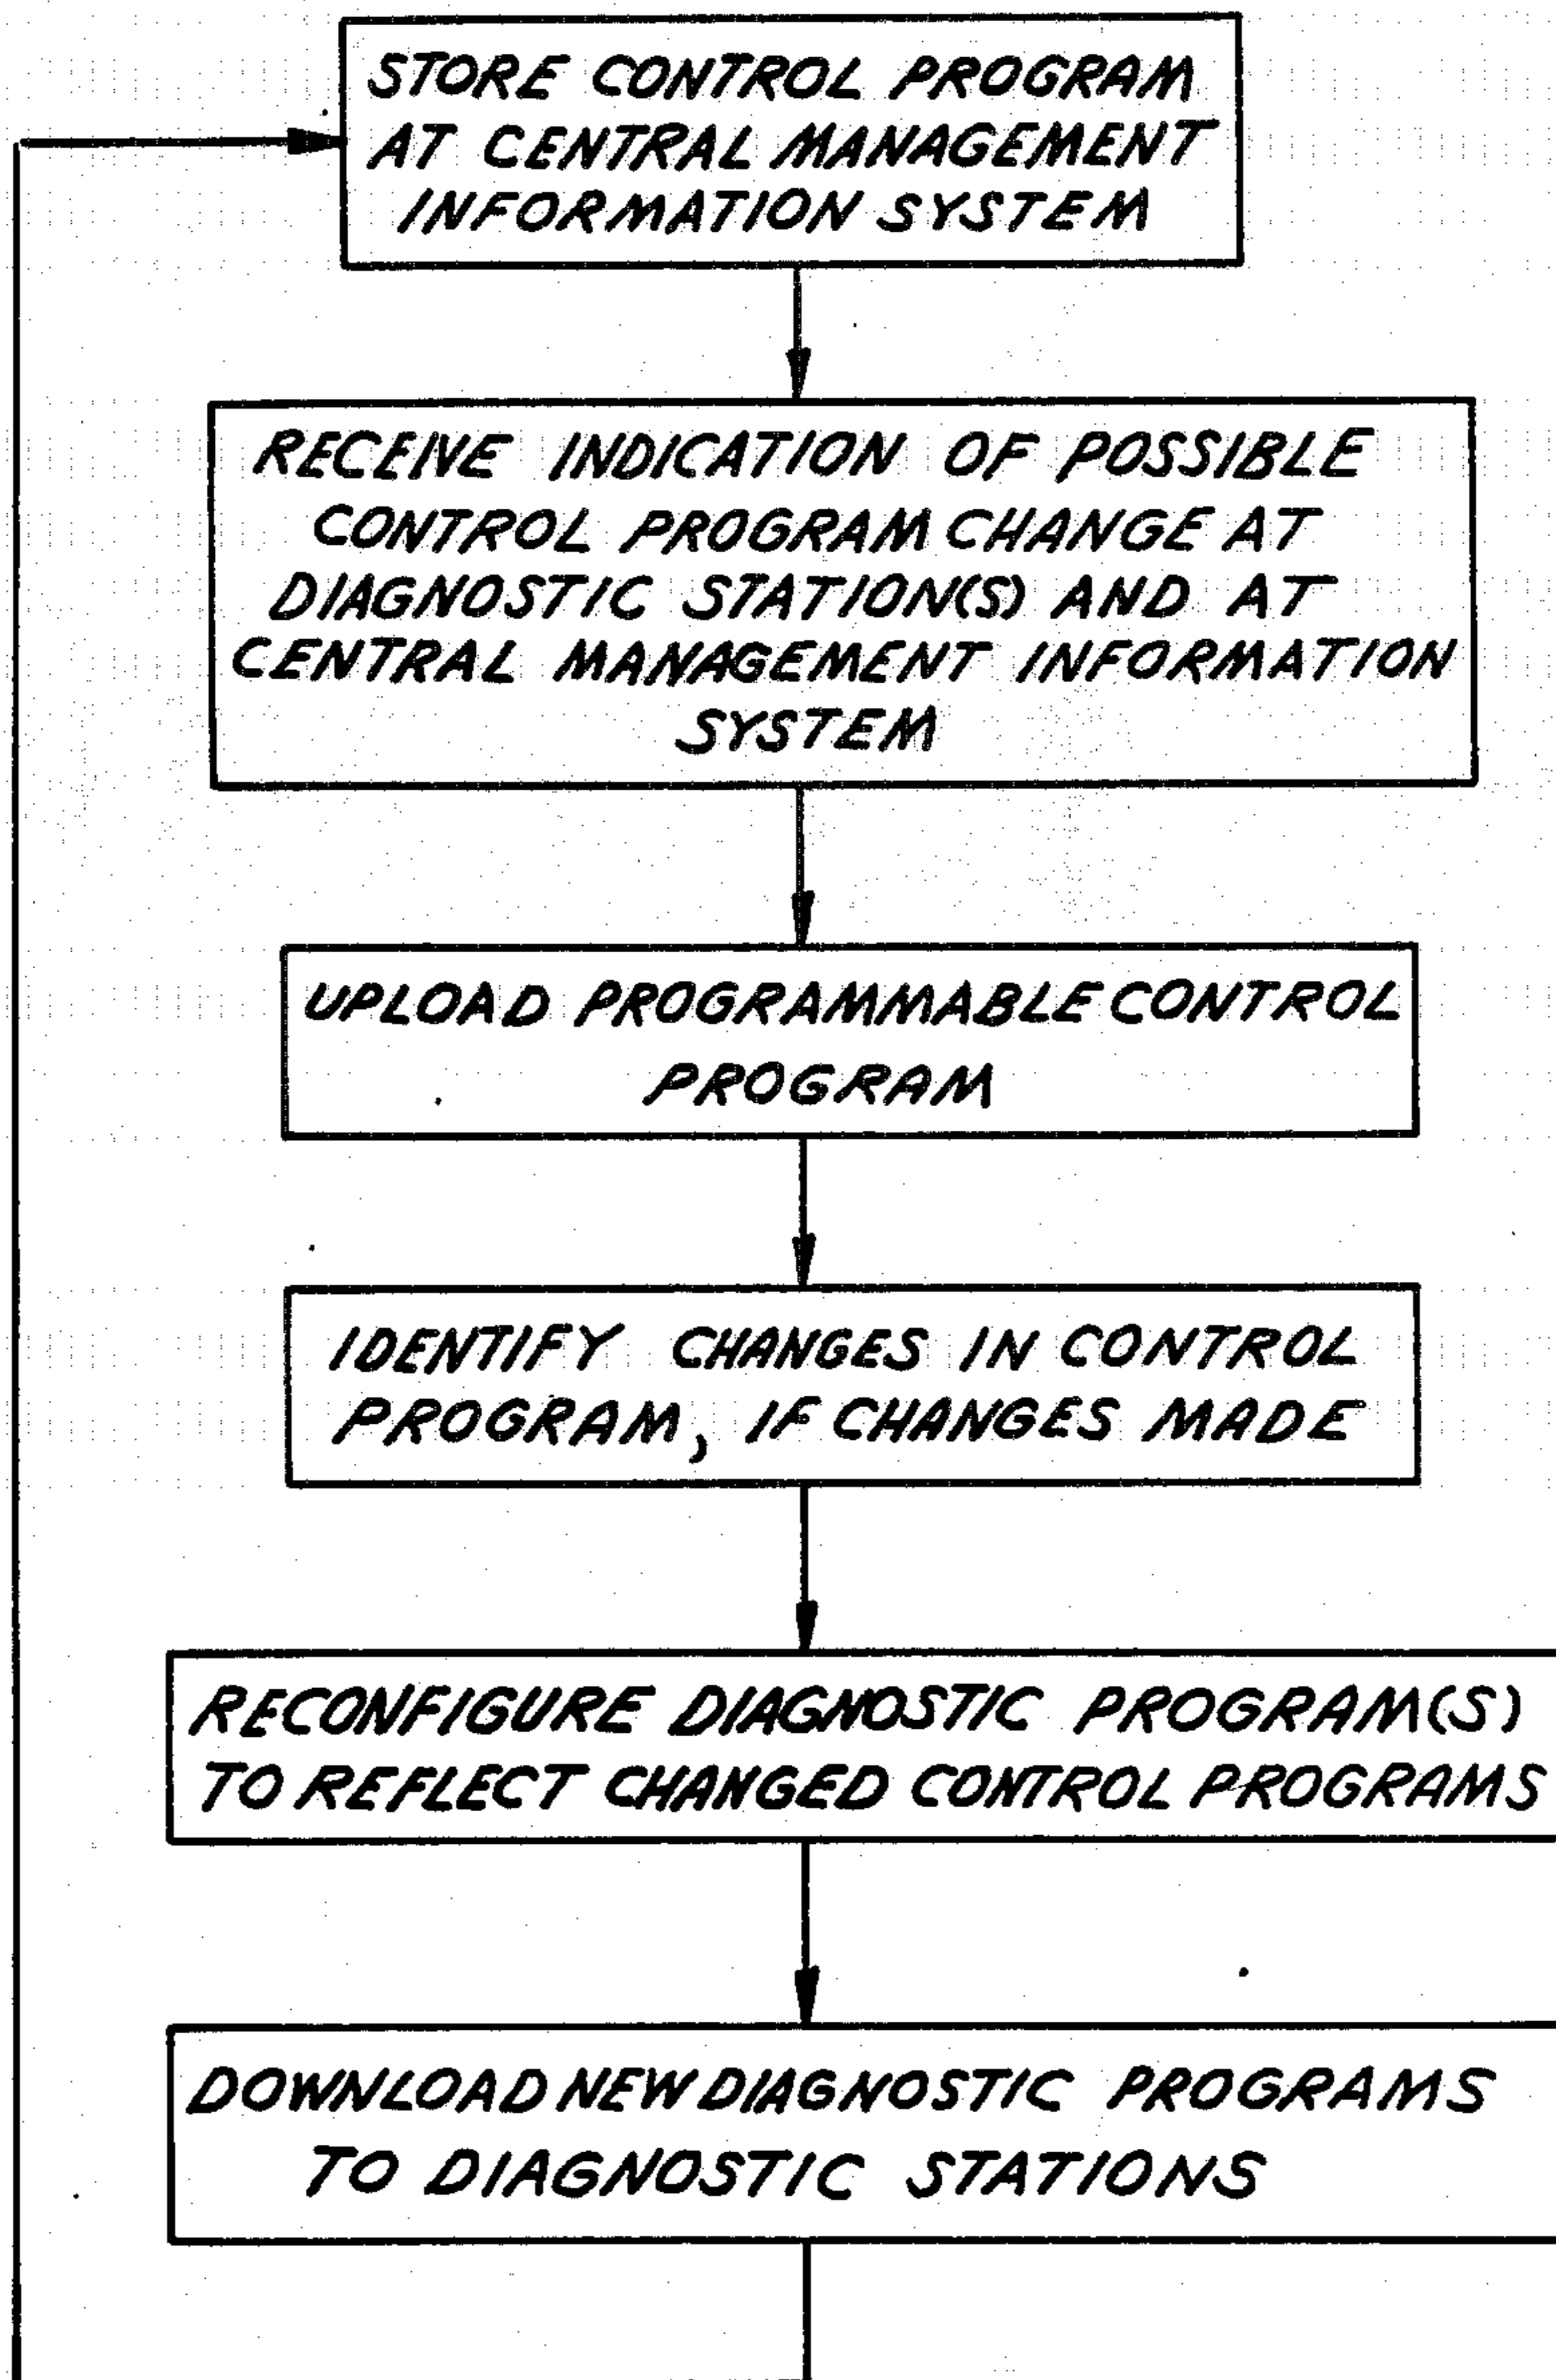 STORE CONTROL PROGRAM
AT CENTRAL MANAGEMENT
INFORMATION SYSTEM
RECEIVE INDICATION OF POSSIBLE
CONTROL PROGRAM CHANGE AT
DIAGNOSTIC STATION(S) AND AT
CENTRAL MANAGEMENT INFORMATION
SYSTEM
UPLOAD PROGRAMMABLE CONTROL
PROGRAM
IDENTIFY CHANGES IN CONTROL
PROGRAM, IF CHANGES MADE
RECONFIGURE DIAGNOSTIC PROGRAM(S)
TO REFLECT CHANGED CONTROL PROGRAMS
DOWNLOAD NEW DIAGNOSTIC PROGRAMS
TO DIAGNOSTIC STATIONS